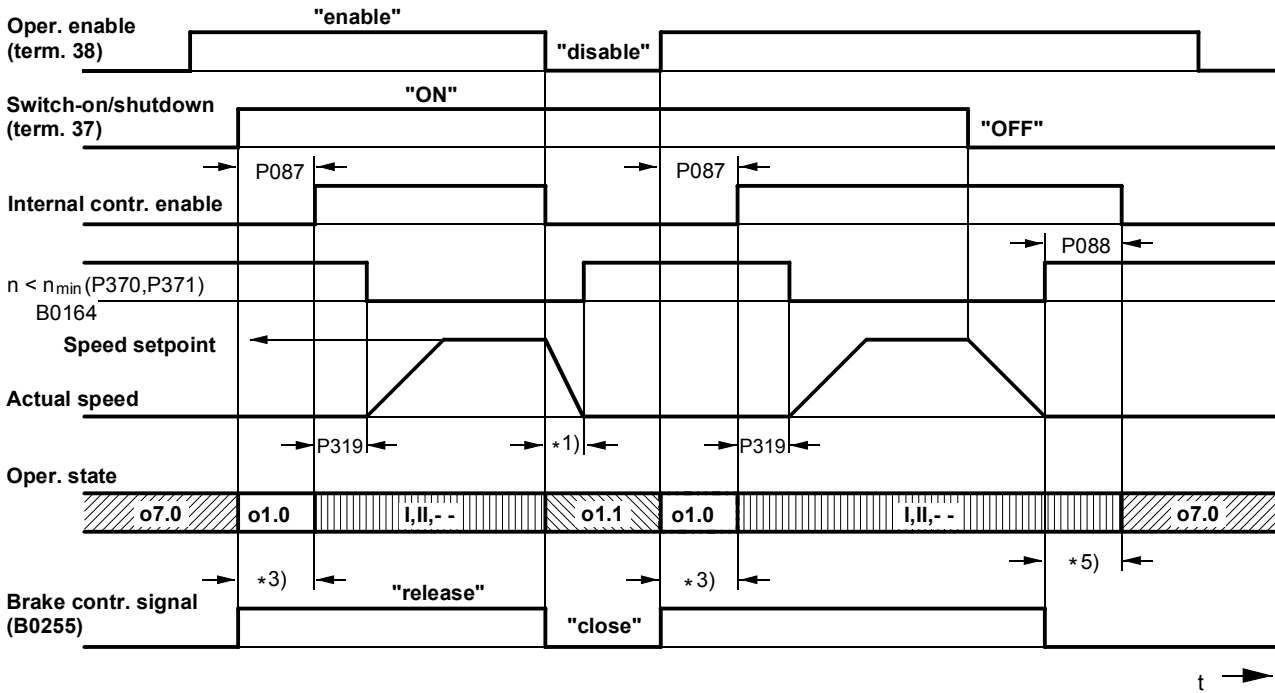 Oper. enable
(term. 38)
"enable"
"disable"
Switch-on/shutdown
(term. 37)
"ON"
"OFF"
P087
P087
Internal contr. enable
P088
n < nmin (P370,P371)
B0164
Speed setpoint
Actual speed
P319
*1)
P319
Oper. state
o7.0
o1.0
I,II,- -
o1.1
o1.0
I,II,- -
o7.0
*3)
*3)
*5)
Brake contr. signal
(B0255)
"release"
"close"
t